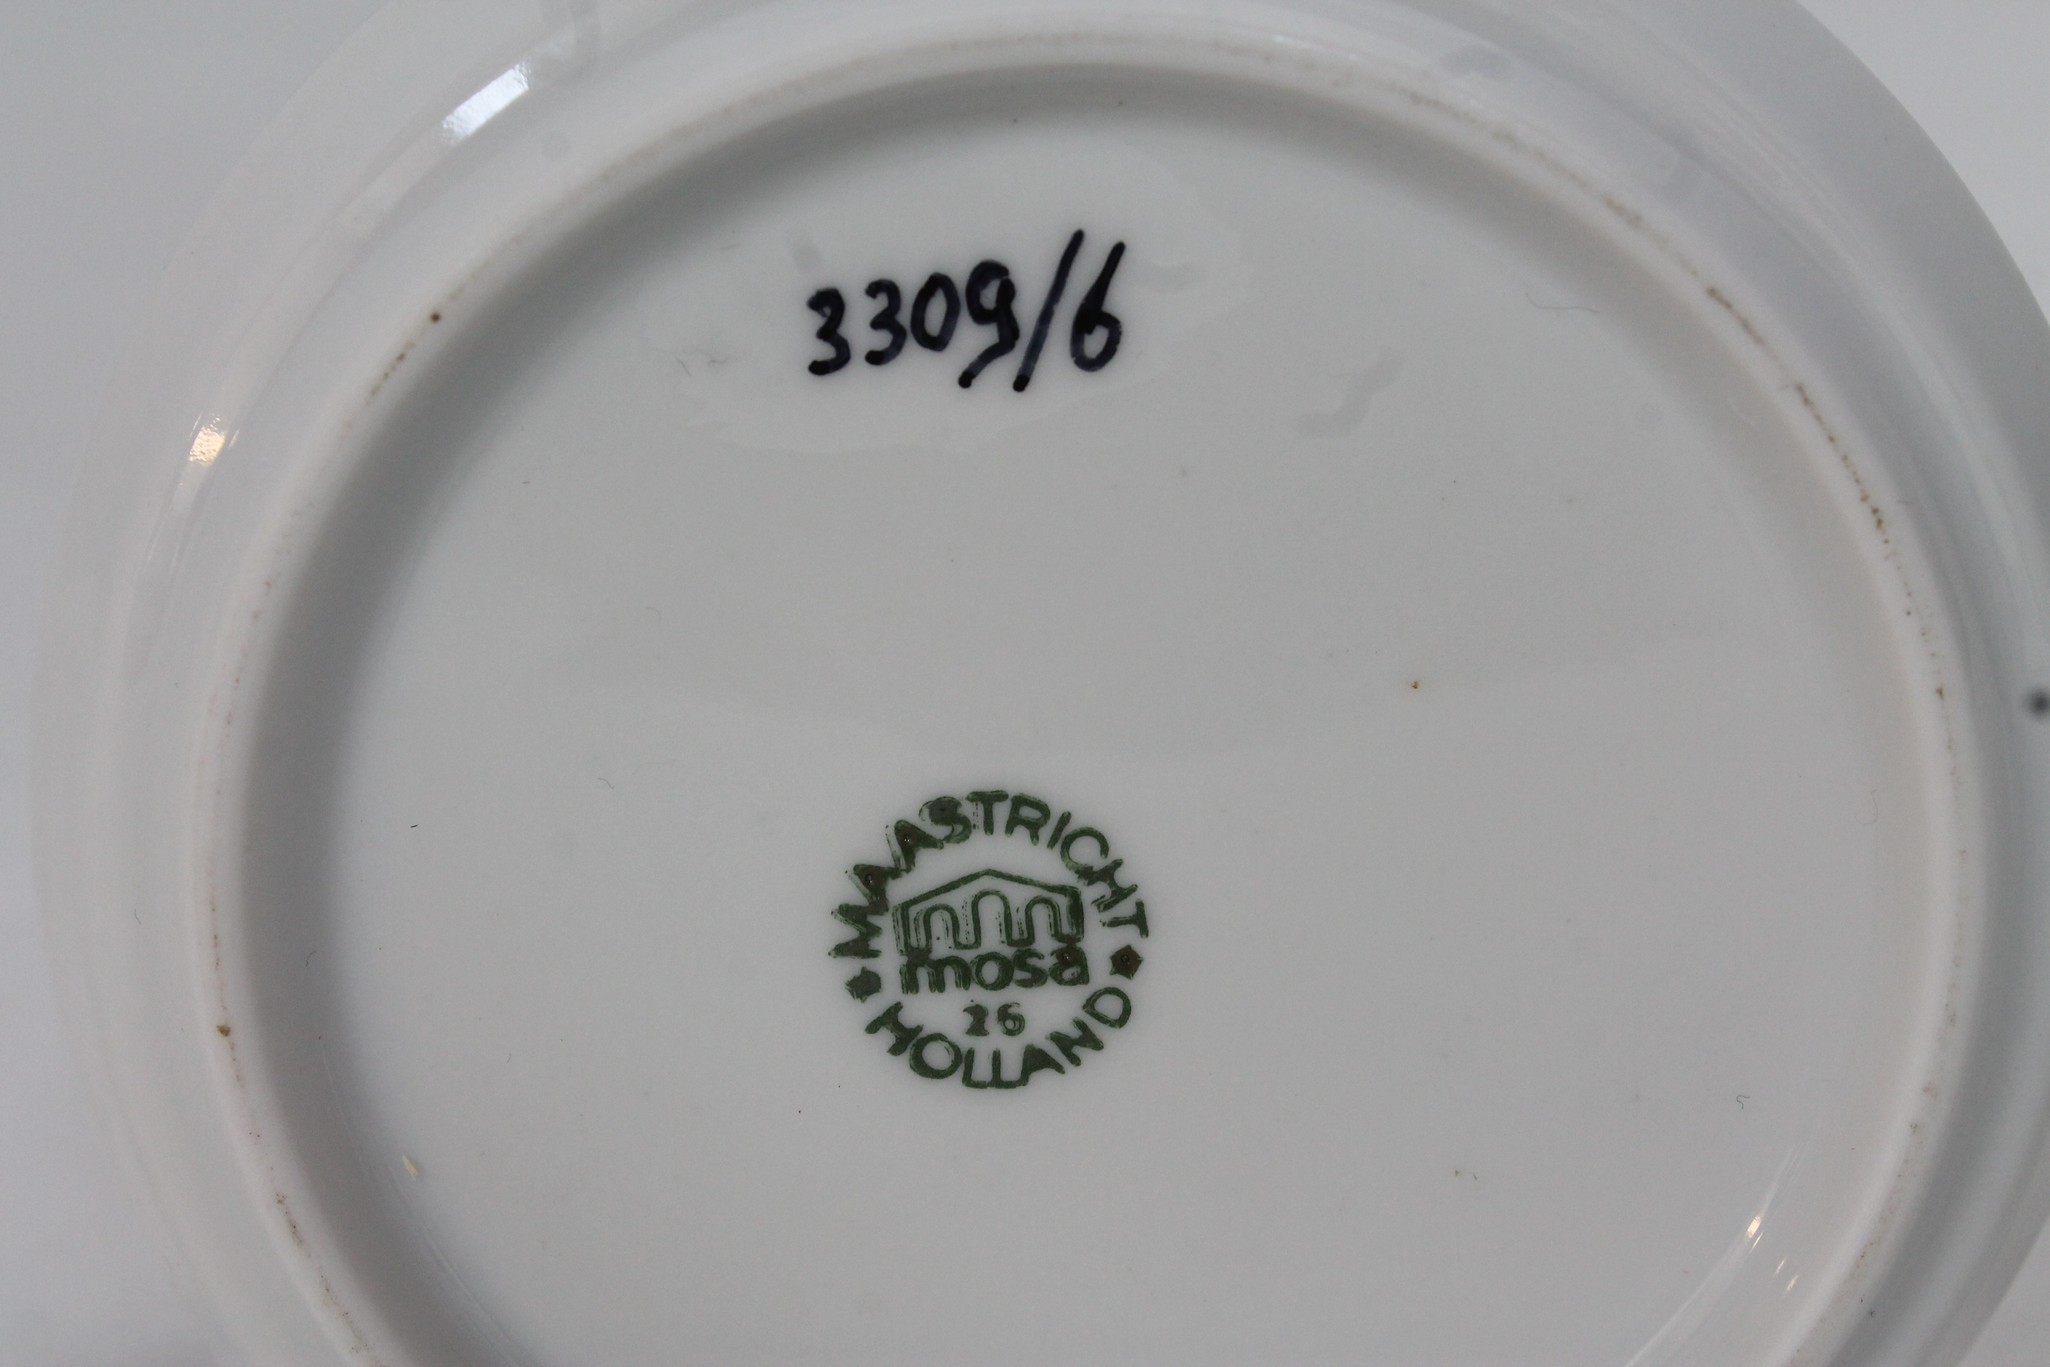 3309/6
MAASTRICHT
mosa
26
HOLLAND